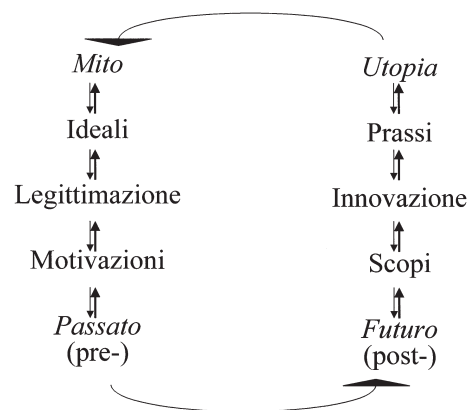 Mito
Ideali
Legittimazione
Motivazioni
Passato
(pre-)
Utopia
Prassi
Innovazione
Scopi
Futuro
(post-)